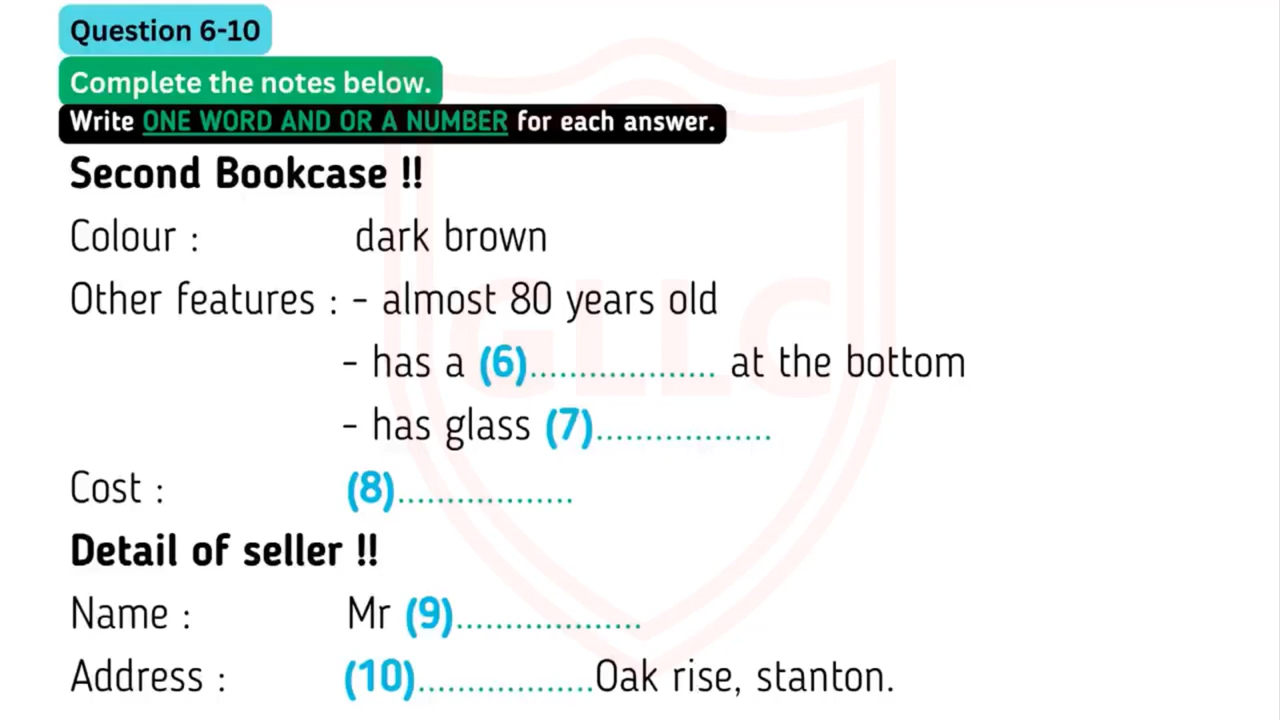 Question 6-10
Complete the notes below.
Write ONE WORD AND OR A NUMBER for each answer.
Second Bookcase !!
Colour : dark brown
Other features : - almost 80 years old
- has a (6).................. at the bottom
- has glass (7).................
Cost : (8).................
Detail of seller !!
Name : Mr (9)..................
Address : (10).................Oak rise, stanton.
GLLC